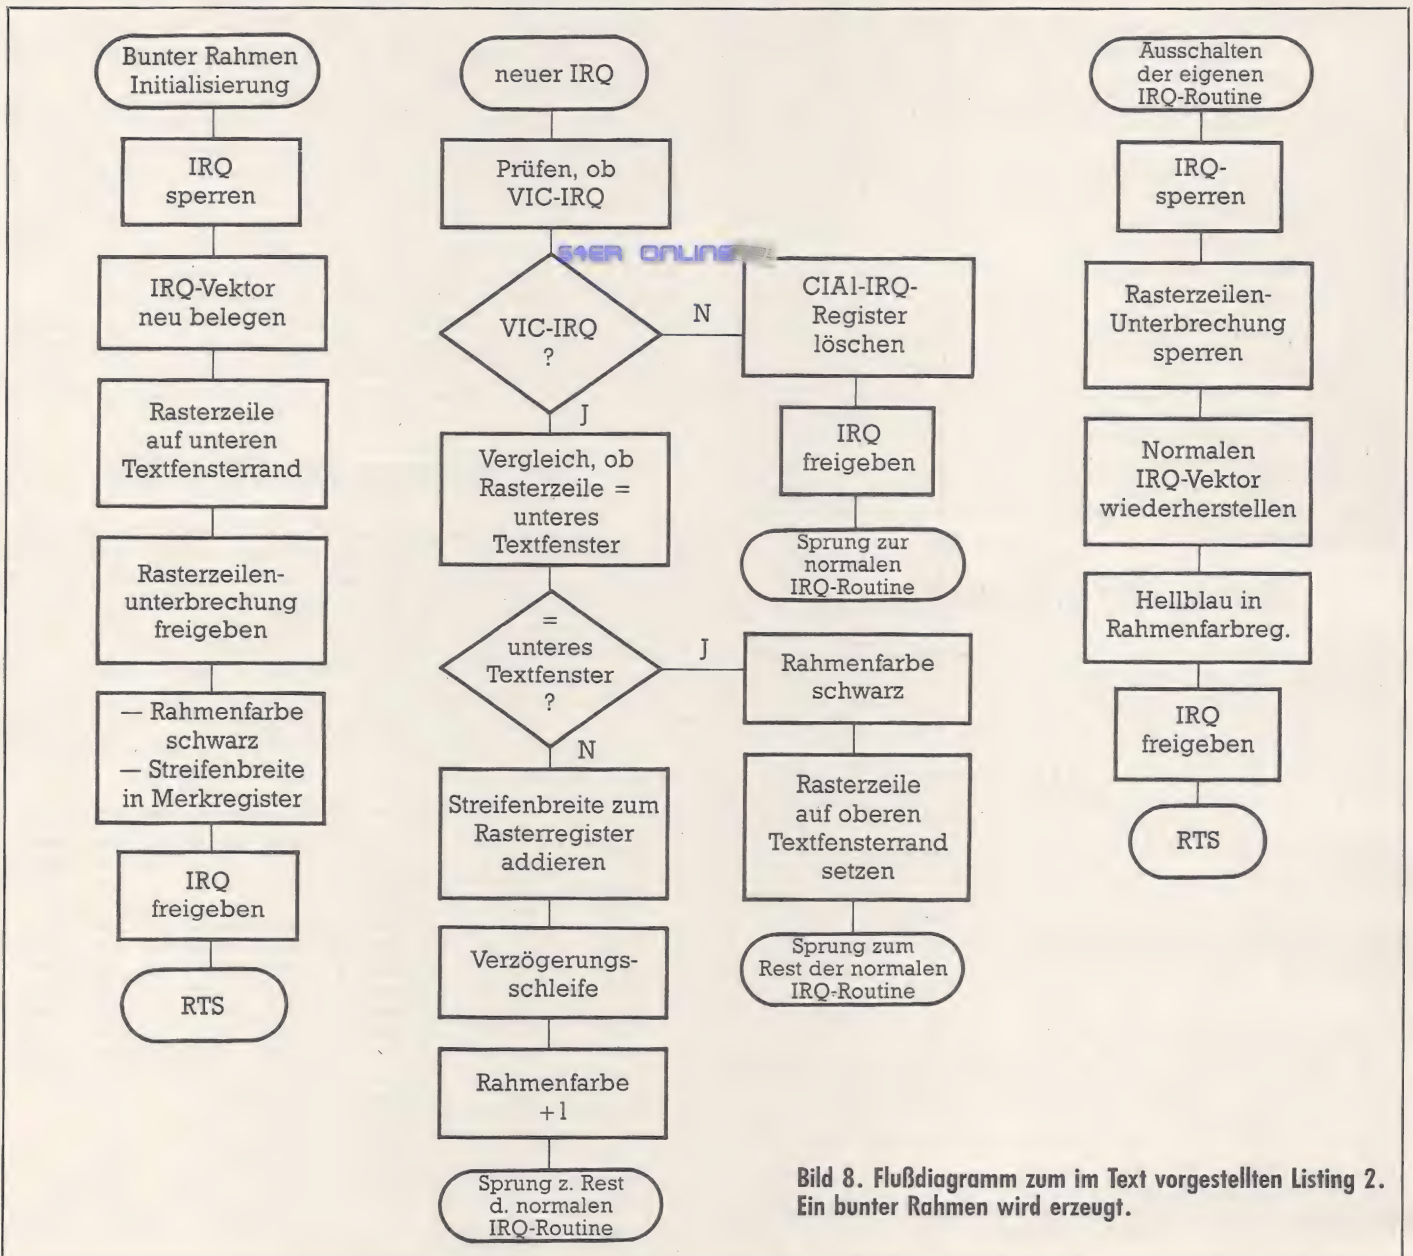 Bunter Rahmen
Initialisierung
IRQ
sperren
IRQ-Vektor
neu belegen
Rasterzeile
auf unteren
Textfensterrand
Rasterzeilen-
unterbrechung
freigeben
— Rahmenfarbe
schwarz
— Streifenbreite
in Merkregister
IRQ
freigeben
RTS
neuer IRQ
Prüfen, ob
VIC-IRQ
64ER ONLINE
VIC-IRQ
?
N
J
CIA1-IRQ-
Register
löschen
IRQ
freigeben
Sprung zur
normalen
IRQ-Routine
Vergleich, ob
Rasterzeile =
unteres
Textfenster
=
unteres
Textfenster
?
J
N
Rahmenfarbe
schwarz
Rasterzeile
auf oberen
Textfensterrand
setzen
Sprung zum
Rest der normalen
IRQ-Routine
Streifenbreite zum
Rasterregister
addieren
Verzögerungs-
schleife
Rahmenfarbe
+1
Sprung z. Rest
d. normalen
IRQ-Routine
Ausschalten
der eigenen
IRQ-Routine
IRQ-
sperren
Rasterzeilen-
Unterbrechung
sperren
Normalen
IRQ-Vektor
wiederherstellen
Hellblau in
Rahmenfarbreg.
IRQ
freigeben
RTS
Bild 8. Flußdiagramm zum im Text vorgestellten Listing 2.
Ein bunter Rahmen wird erzeugt.